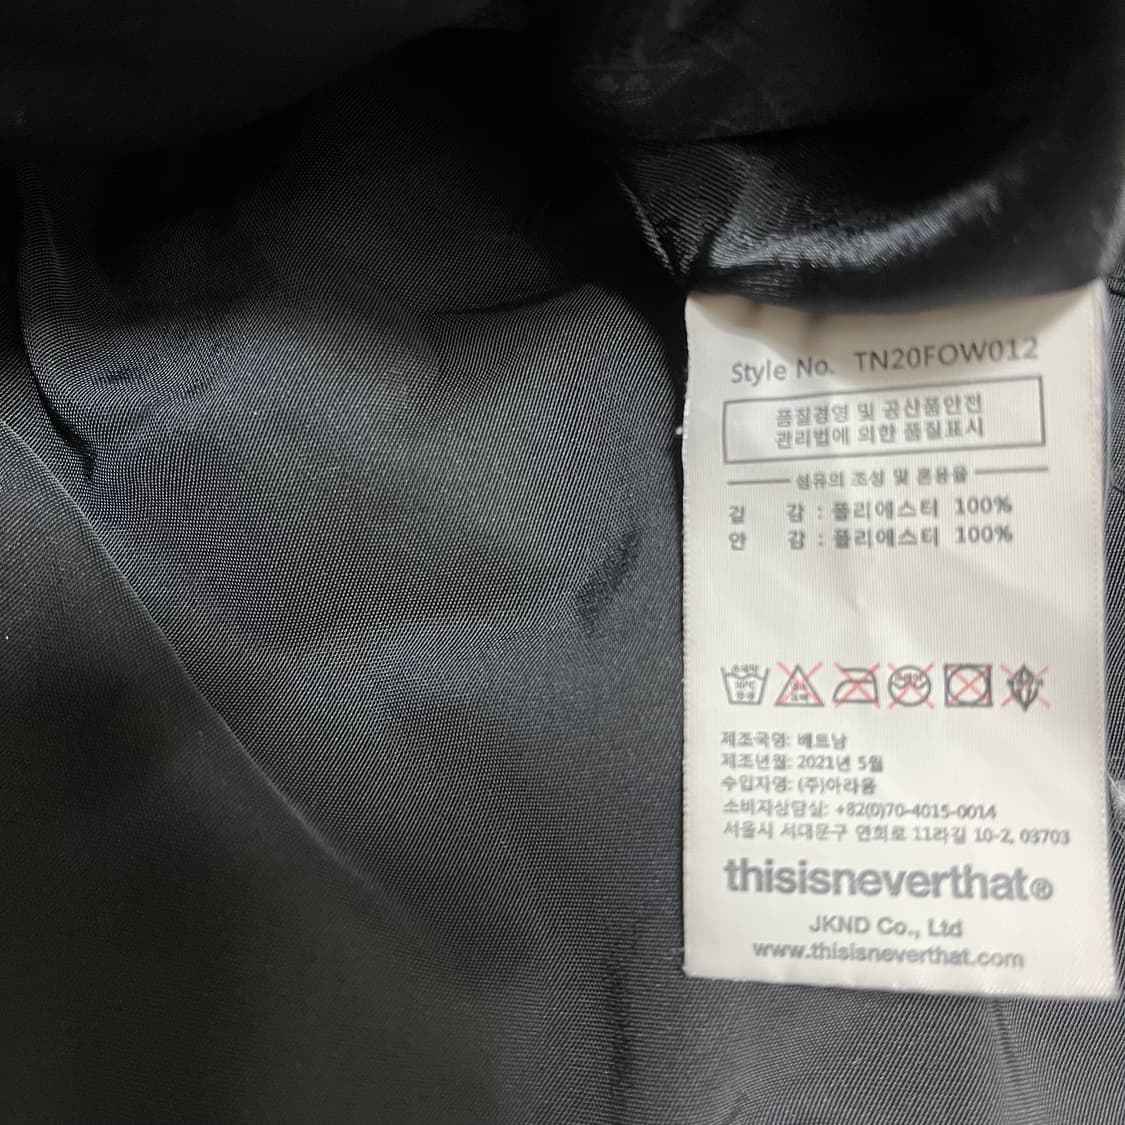 Style No. TN20FOW012
품질경영 및 공산품안전
관리법에 의한 품질표시
섬유의 조성 및 혼용율
겉 감 : 폴리에스터 100%
안 감 : 폴리에스터 100%
제조국명: 베트남
제조년월: 2021년 5월
수입자명: (주)아라움
소비자상담실: +82(0)70-4015-0014
서울시 서대문구 연희로 11라길 10-2, 03703
thisisneverthat®
JKND Co., Ltd
www.thisisneverthat.com